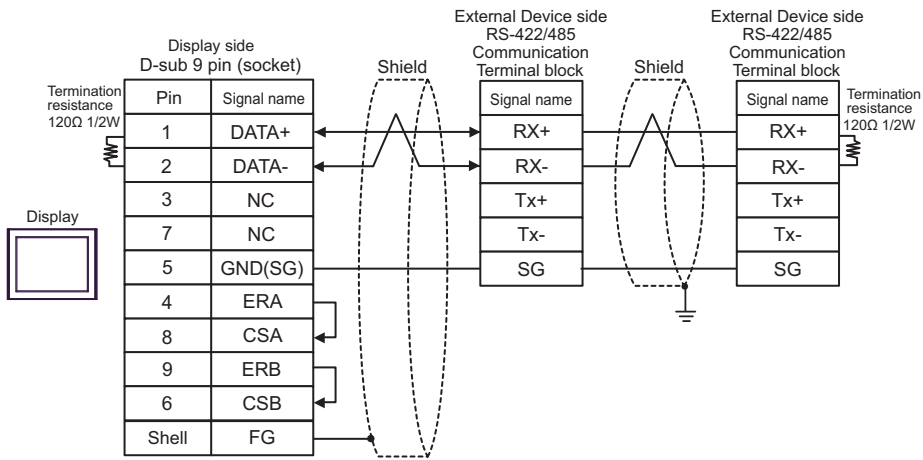 Display side
D-sub 9 pin (socket)
Shield
External Device side
RS-422/485
Communication
Terminal block
Shield
External Device side
RS-422/485
Communication
Terminal block
Termination
resistance
120Ω 1/2W
Pin Signal name
Signal name
Signal name
Termination
resistance
120Ω 1/2W
1 DATA+ RX+ RX+
2 DATA- RX- RX-
3 NC Tx+ Tx+
Display
7 NC Tx- Tx-
5 GND(SG) SG SG
4 ERA
8 CSA
9 ERB
6 CSB
Shell FG